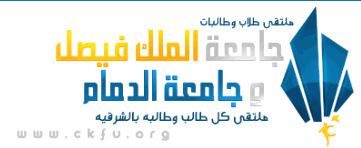 ملتقى طلاب وطالبات
جامعة الملك فيصل
و جامعة الدمام
ملتقى كل طالب وطالبه بالشرقيه
www.ckfu.org